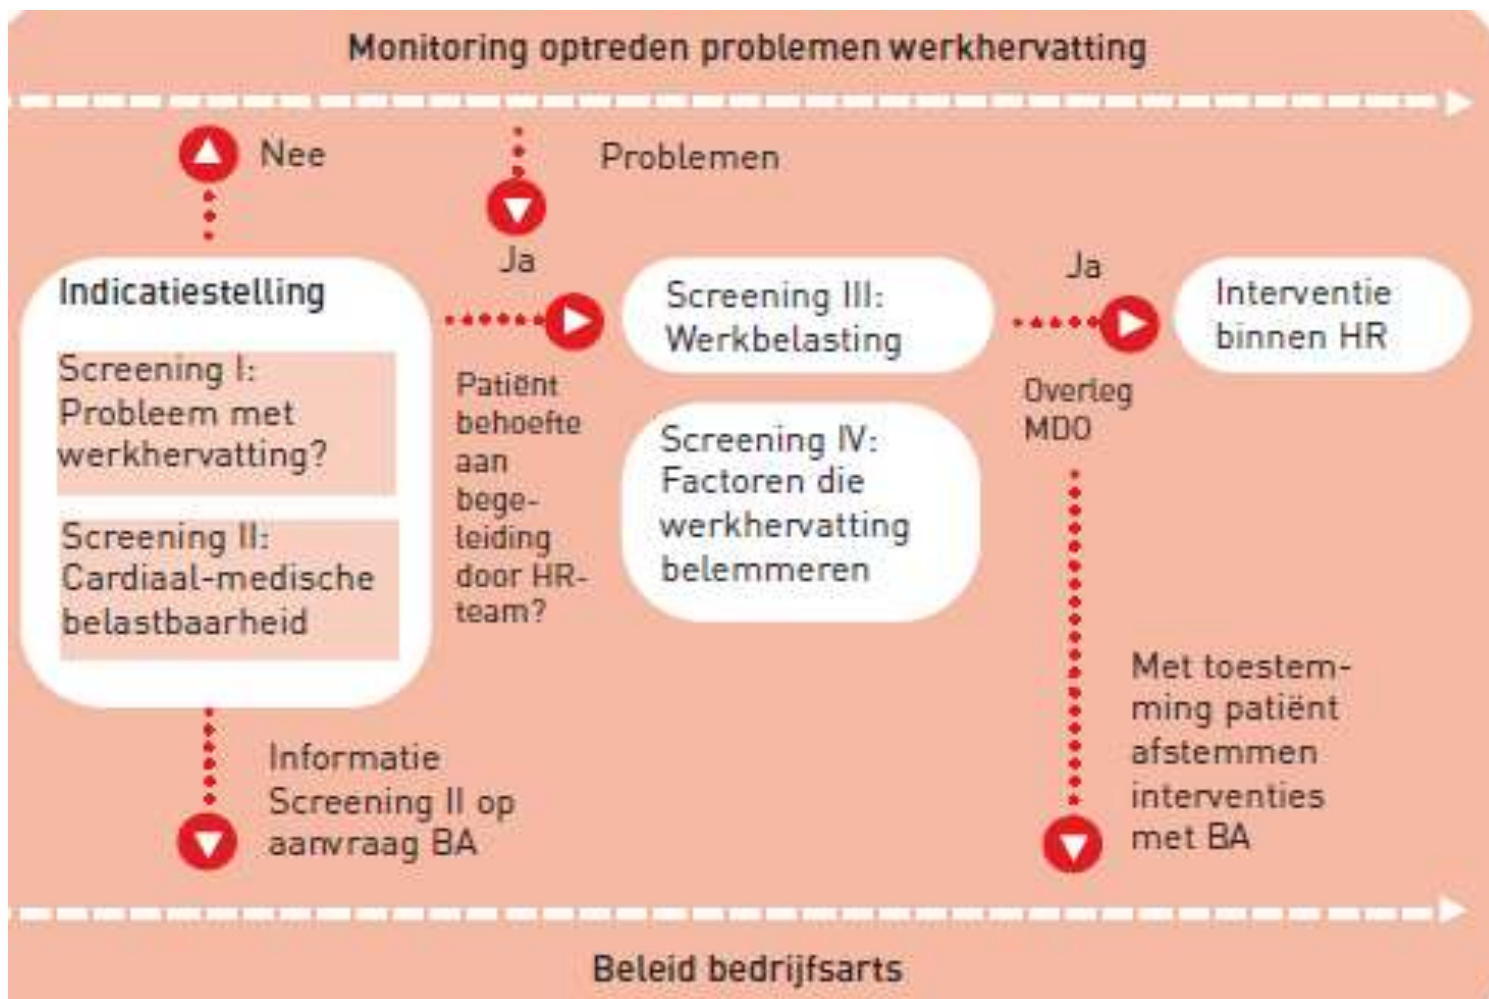 Monitoring optreden problemen werkhervatting
Nee
Problemen
Ja
Indicatiestelling
Screening I:
Probleem met
werkhervatting?
Screening II:
Cardiaal-medische
belastbaarheid
Patiënt
behoefte
aan
bege-
leiding
door HR-
team?
Screening III:
Werkbelasting
Screening IV:
Factoren die
werkhervatting
belemmeren
Ja
Overleg
MDO
Interventie
binnen HR
Informatie
Screening II op
aanvraag BA
Met toestem-
ming patiënt
afstemmen
interventies
met BA
Beleid bedrijfsarts